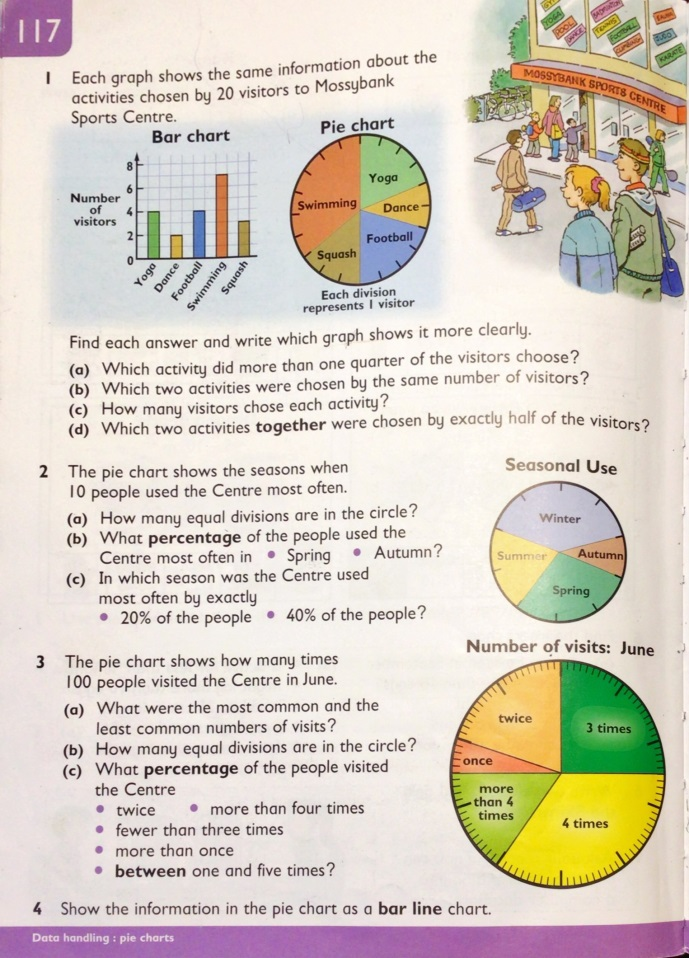 117
YOGA
POOL
DANCE
BADMINTON
TENNIS
FOOTBALL
JUDO
KARATE
MOSSYBANK SPORTS CENTRE
1 Each graph shows the same information about the
activities chosen by 20 visitors to Mossybank
Sports Centre.
Bar chart
Number
of
visitors
8
6
4
2
0
Yoga
Dance
Football
Swimming
Squash
Pie chart
Yoga
Swimming
Dance
Football
Squash
Each division
represents 1 visitor
Find each answer and write which graph shows it more clearly.
(a) Which activity did more than one quarter of the visitors choose?
(b) Which two activities were chosen by the same number of visitors?
(c) How many visitors chose each activity?
(d) Which two activities together were chosen by exactly half of the visitors?
2 The pie chart shows the seasons when
10 people used the Centre most often.
(a) How many equal divisions are in the circle?
(b) What percentage of the people used the
Centre most often in • Spring • Autumn?
(c) In which season was the Centre used
most often by exactly
• 20% of the people • 40% of the people?
Seasonal Use
Winter
Summer
Autumn
Spring
3 The pie chart shows how many times
100 people visited the Centre in June.
(a) What were the most common and the
least common numbers of visits?
(b) How many equal divisions are in the circle?
(c) What percentage of the people visited
the Centre
• twice • more than four times
• fewer than three times
• more than once
• between one and five times?
Number of visits: June
twice
3 times
once
more
than 4
times
4 times
4 Show the information in the pie chart as a bar line chart.
Data handling : pie charts